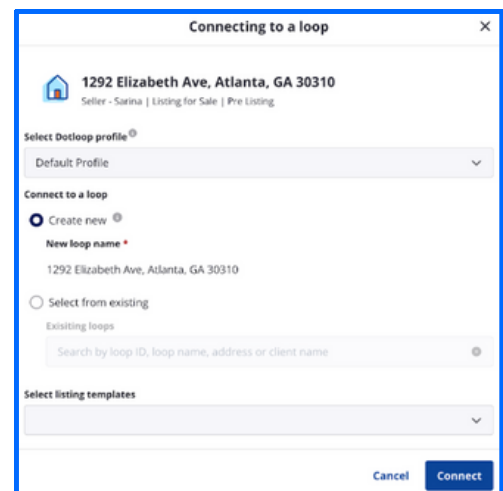 Connecting to a loop
1292 Elizabeth Ave, Atlanta, GA 30310
Seller - Sarina | Listing for Sale | Pre Listing
Select Dotloop profile
Default Profile
Connect to a loop
Create new
New loop name *
1292 Elizabeth Ave, Atlanta, GA 30310
Select from existing
Exisiting loops
Search by loop ID, loop name, address or client name
Select listing templates
Cancel Connect